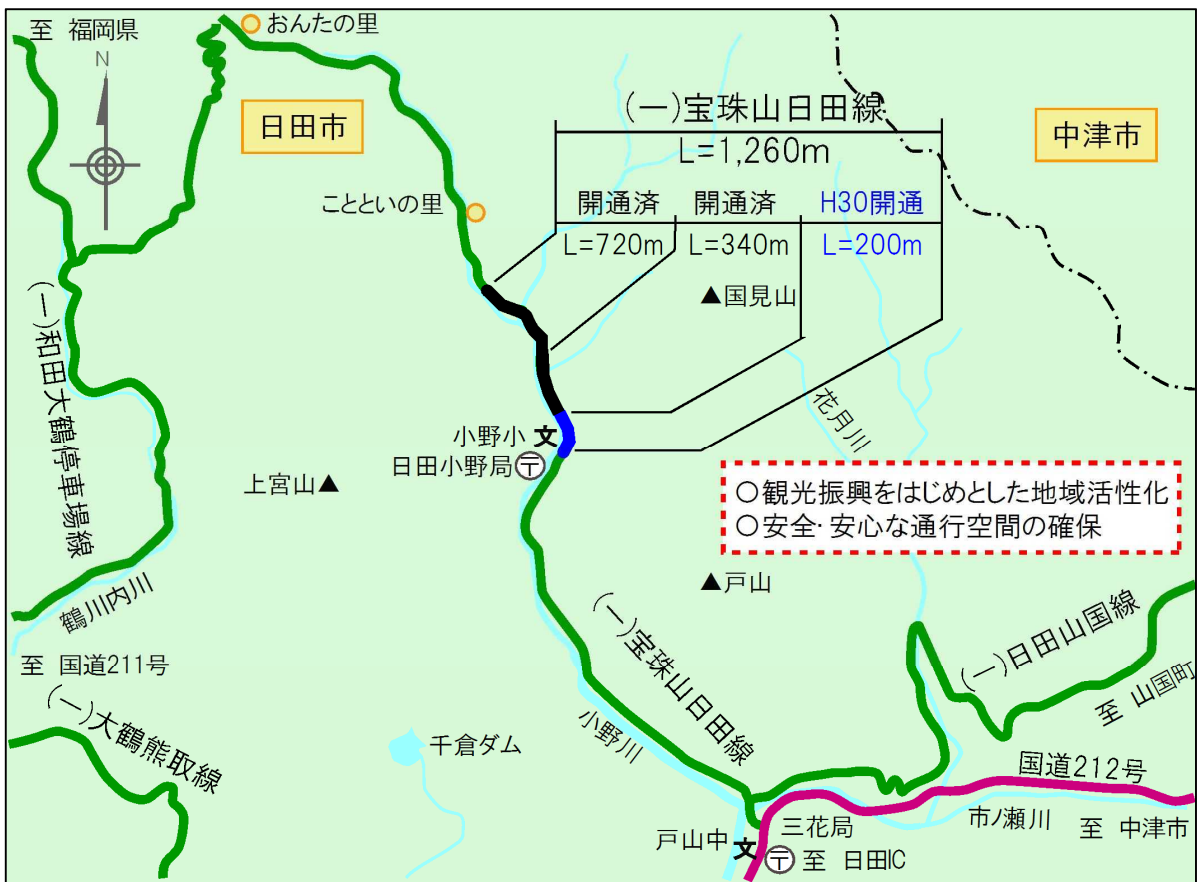 至 福岡県
おんたの里
N
日田市
(一)宝珠山日田線
L=1,260m
中津市
開通済
開通済
H30開通
L=720m
L=340m
L=200m
ことといの里
▲国見山
(一)和田大鶴停車場線
花月川
小野小 文
日田小野局〒
上宮山▲
○観光振興をはじめとした地域活性化
○安全・安心な通行空間の確保
▲戸山
鶴川内川
(一)宝珠山日田線
(一)日田山国線
至 国道211号
至 山国町
(一)大鶴熊取線
小野川
千倉ダム
国道212号
市ノ瀬川
至 中津市
三花局
戸山中 文
〒 至 日田IC